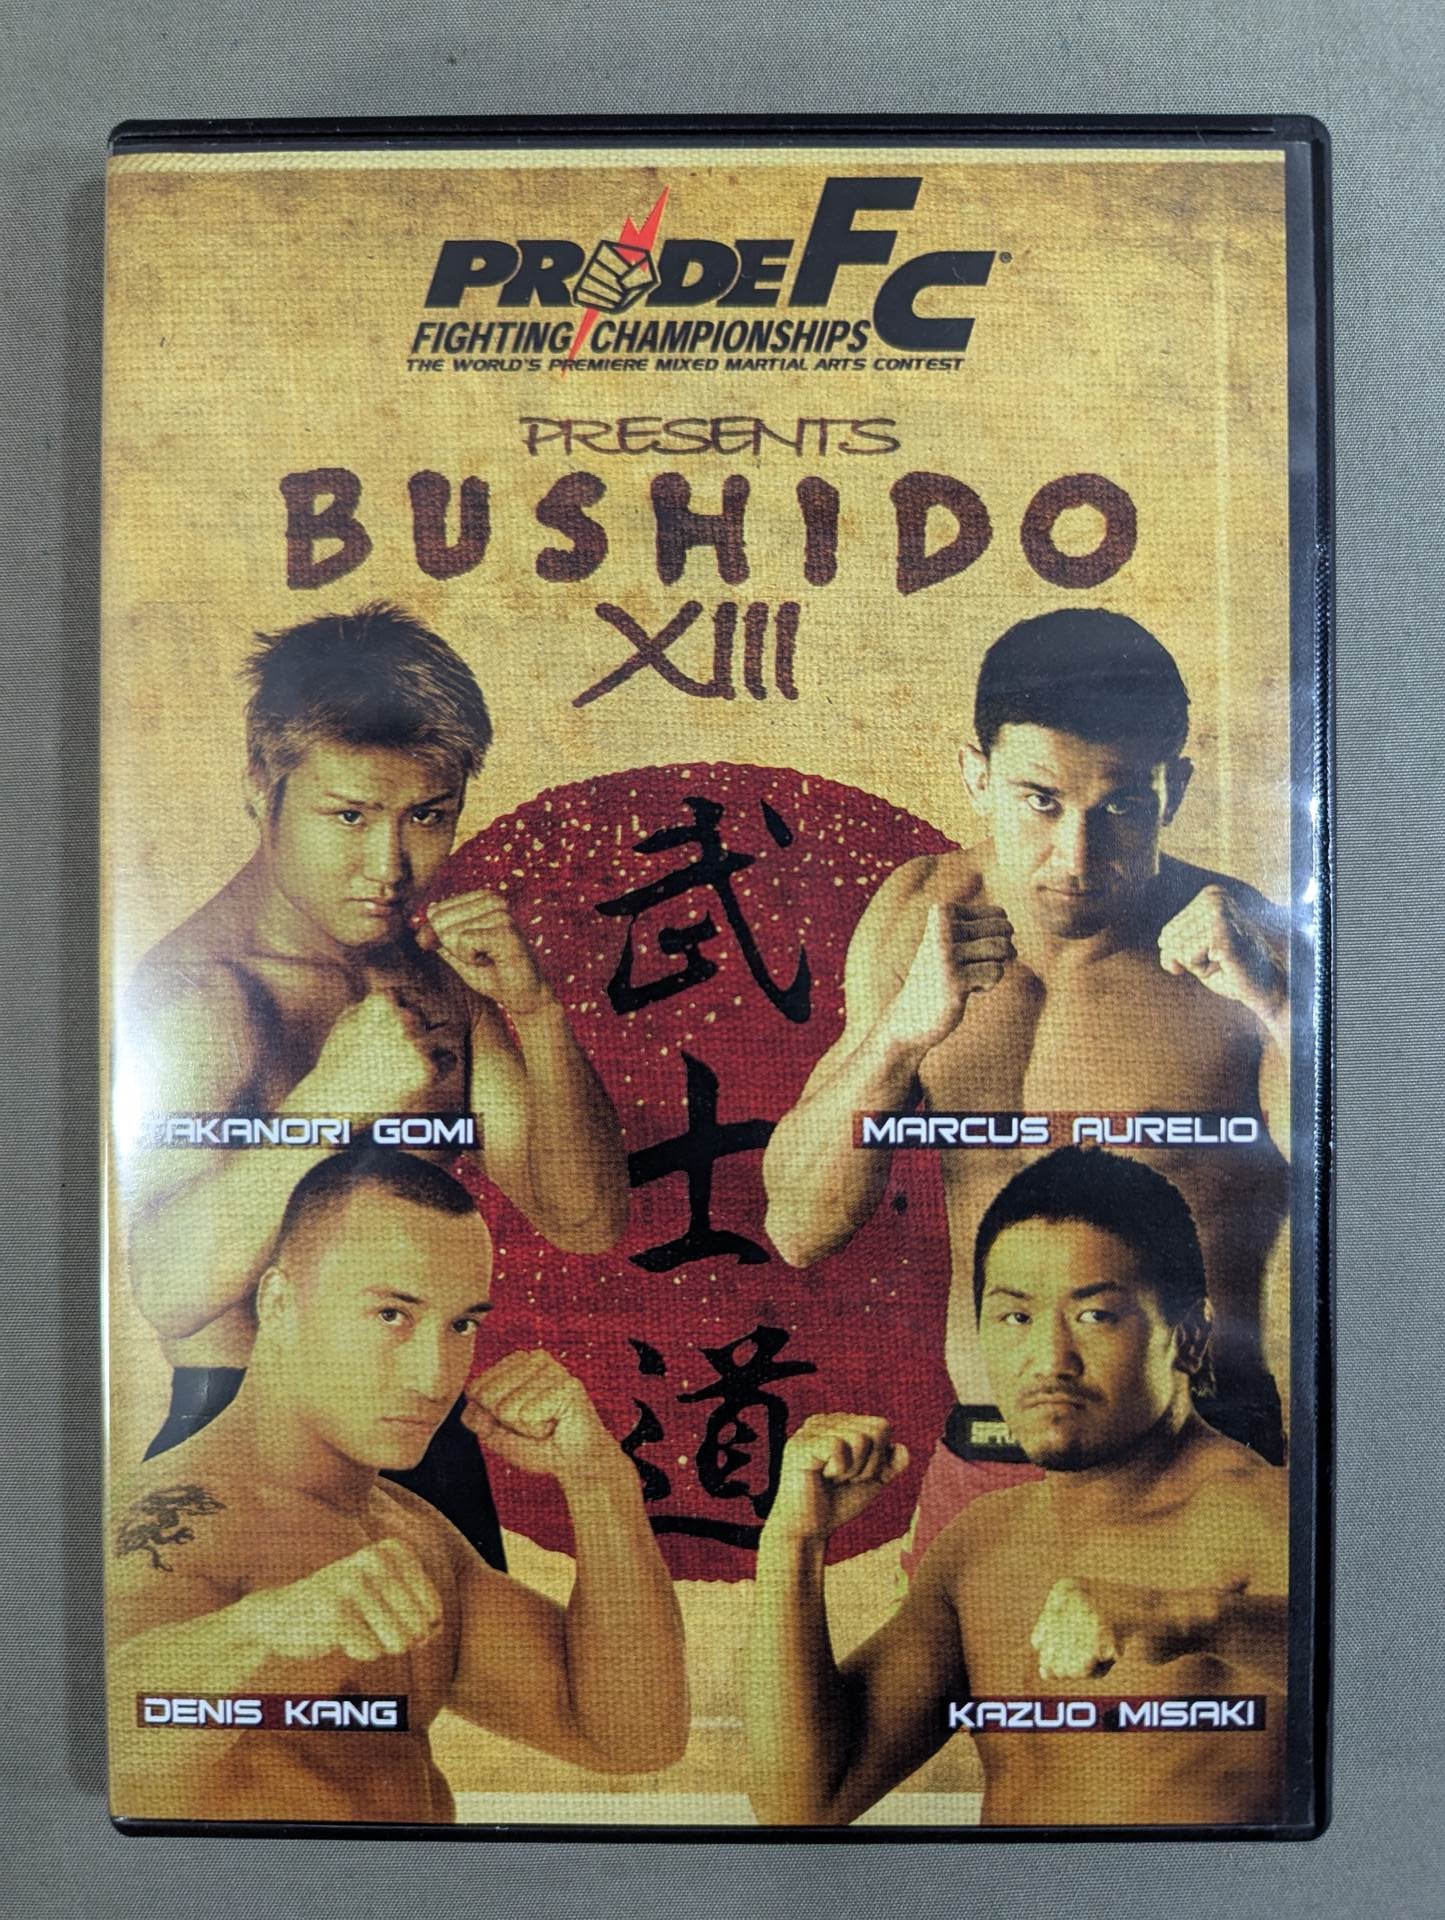 PRIDE FC®
FIGHTING CHAMPIONSHIPS
THE WORLD'S PREMIERE MIXED MARTIAL ARTS CONTEST
PRESENTS
BUSHIDO
XIII
武士道
TAKANORI GOMI
MARCUS AURELIO
DENIS KANG
KAZUO MISAKI